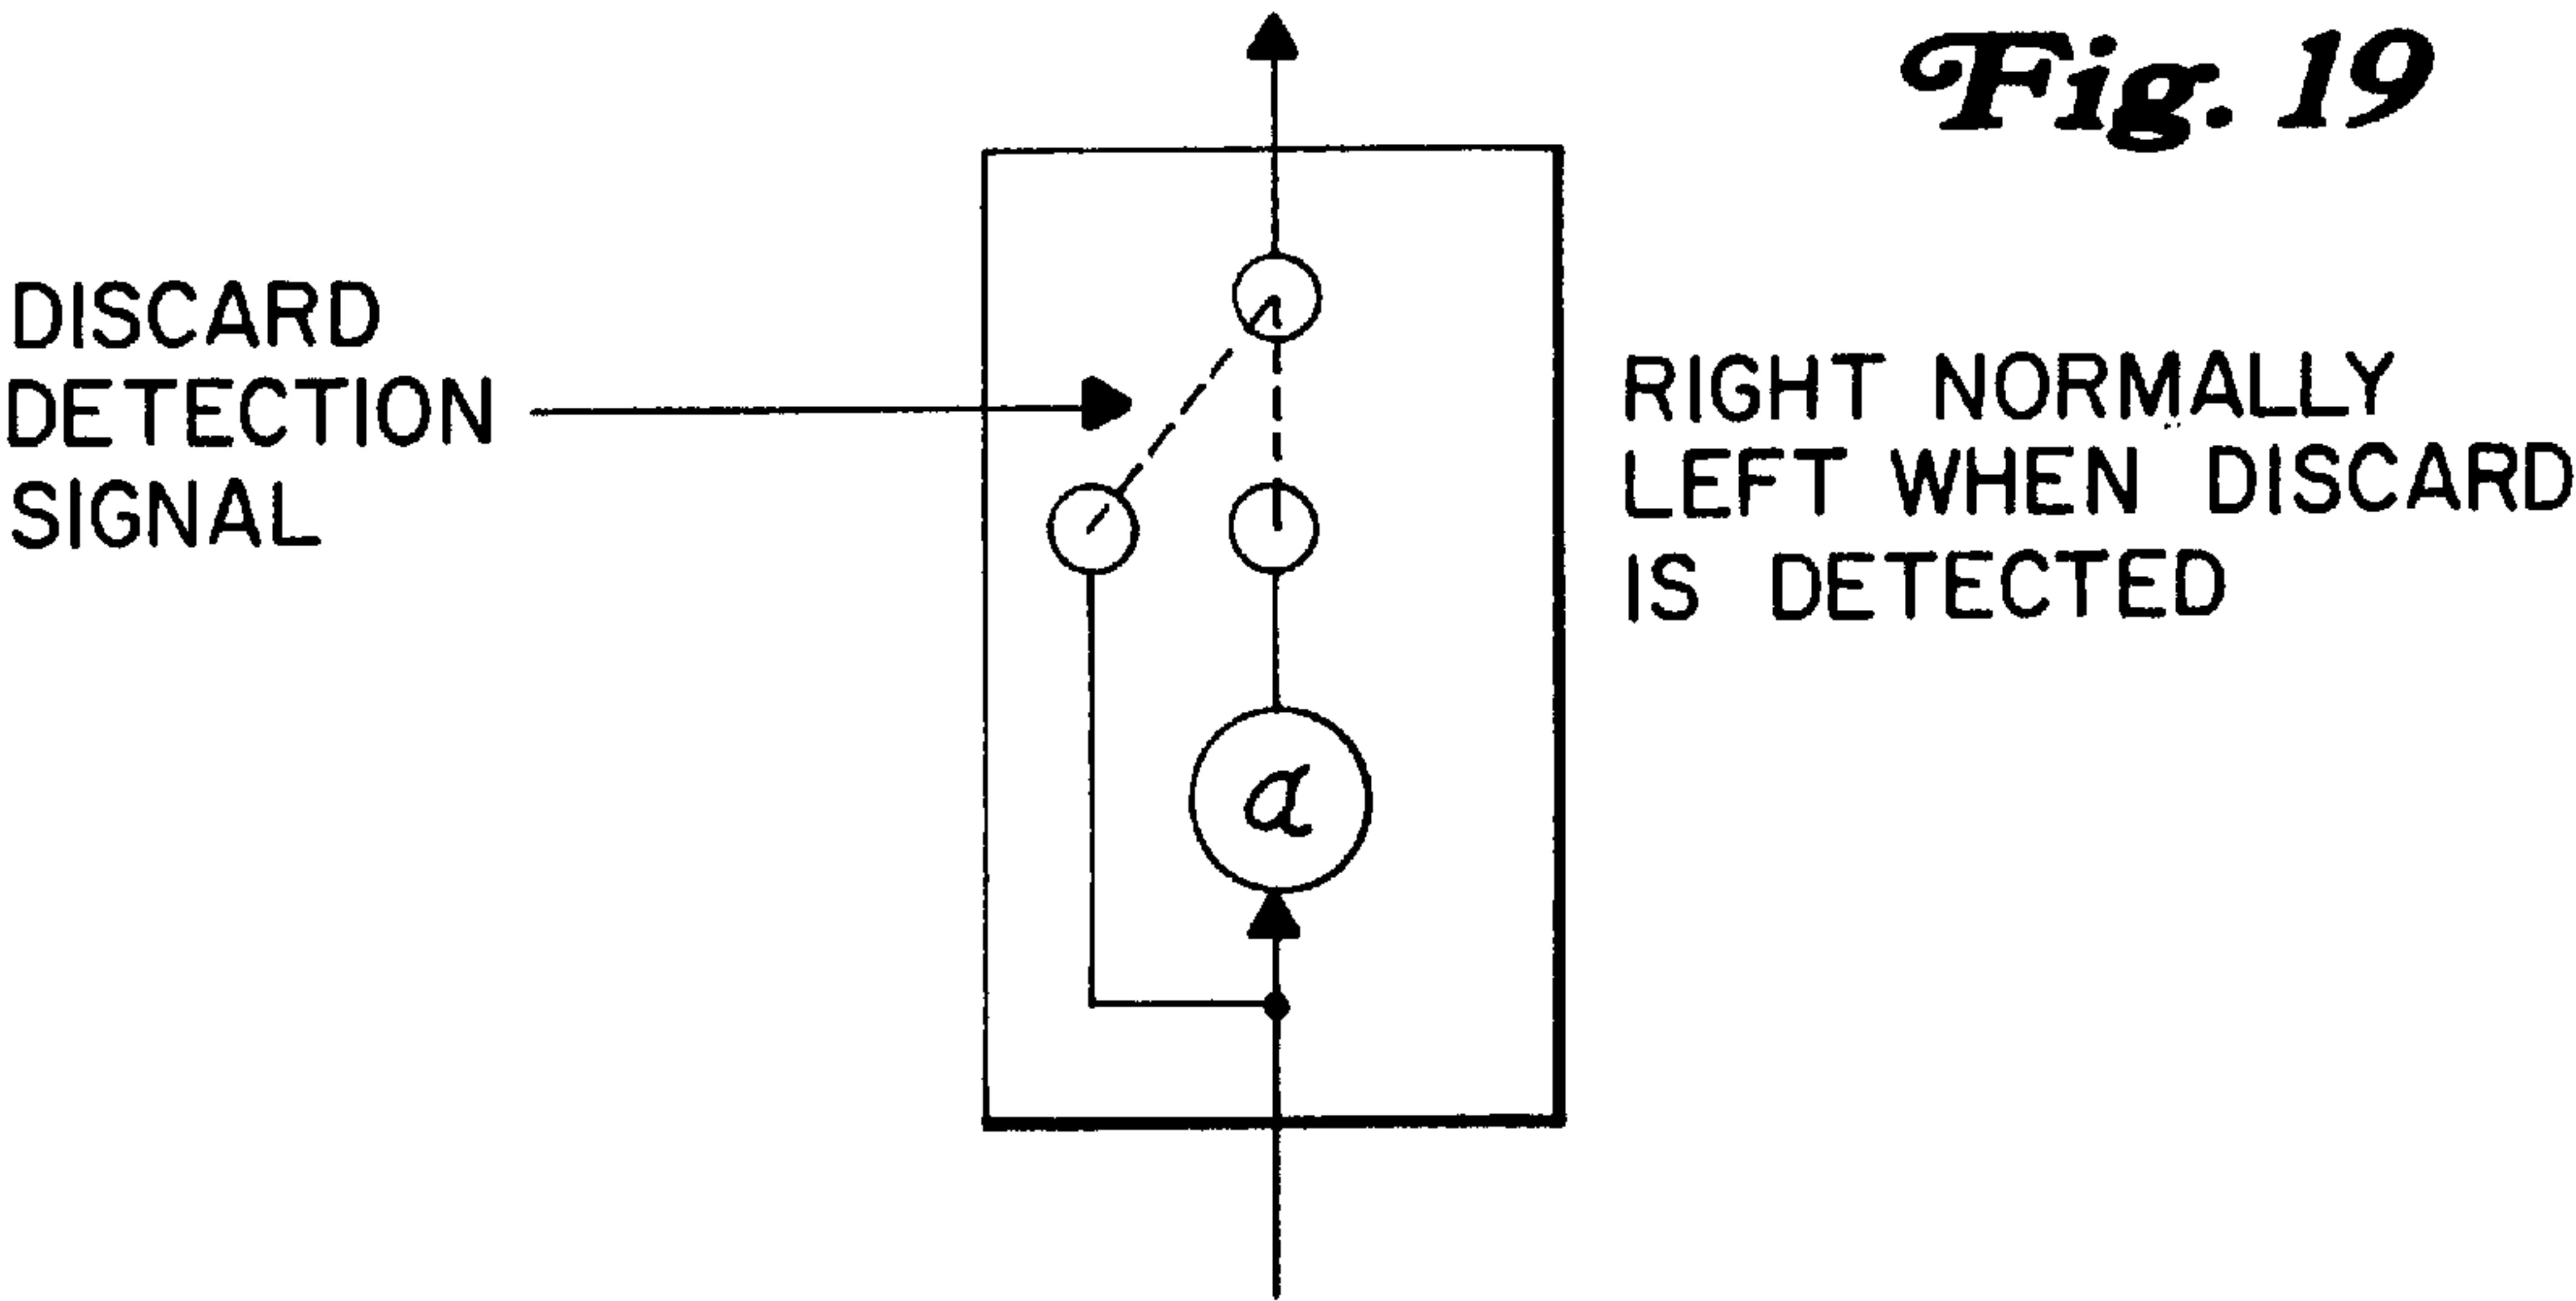 Fig. 19
DISCARD
DETECTION
SIGNAL
RIGHT NORMALLY
LEFT WHEN DISCARD
IS DETECTED
a